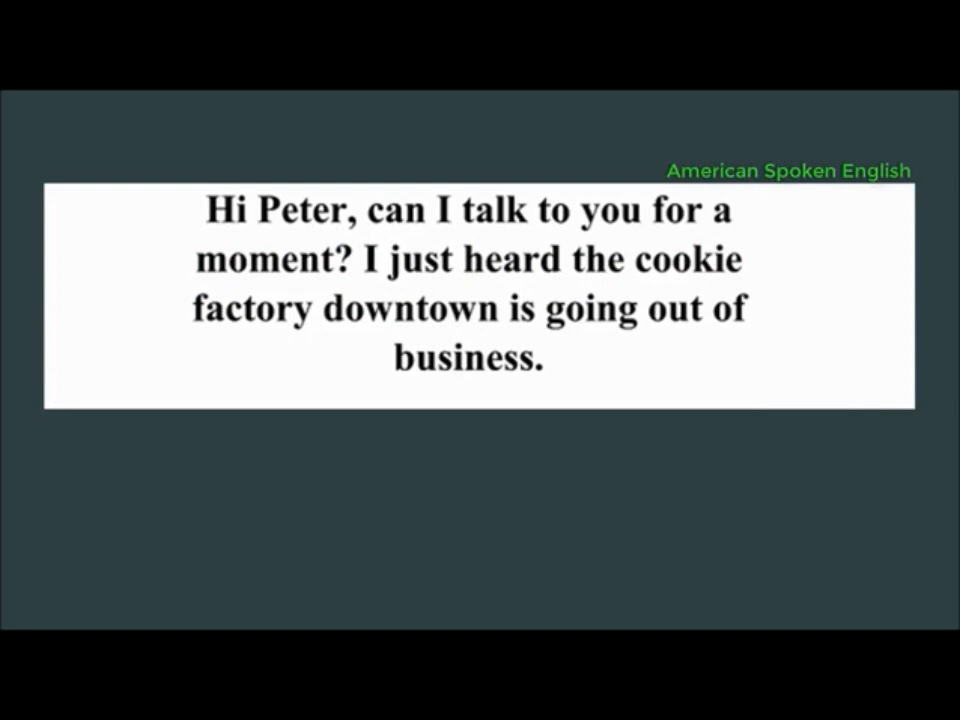 American Spoken English
Hi Peter, can I talk to you for a
moment? I just heard the cookie
factory downtown is going out of
business.